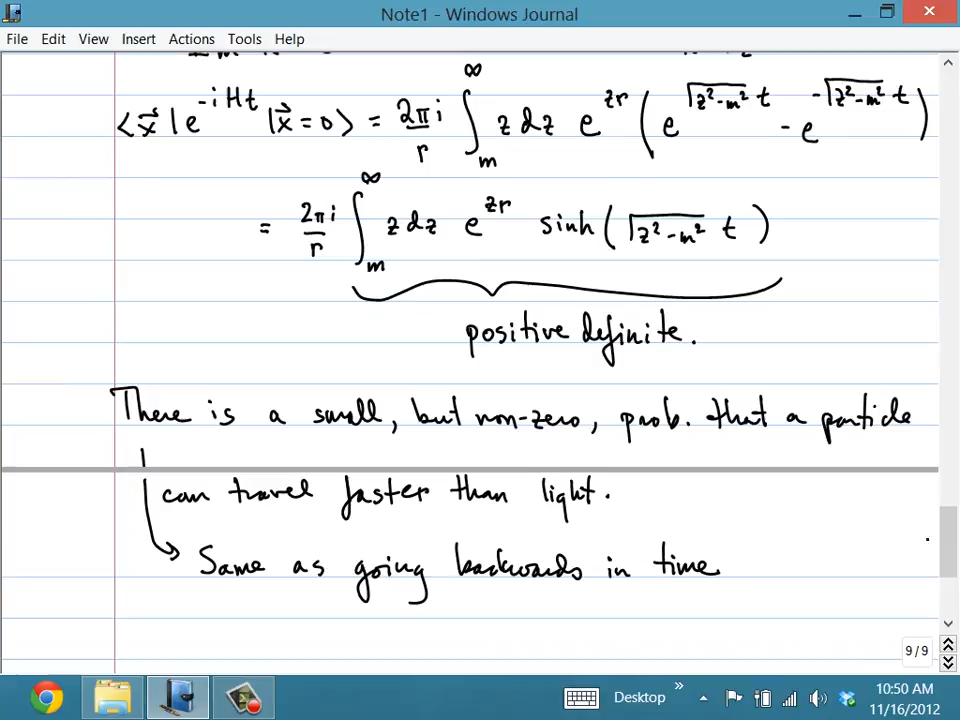 Note1 - Windows Journal
File Edit View Insert Actions Tools Help
⟨x⃗|e^{-iHt}|x⃗=0⟩ = 2πi/r ∫_m^∞ z dz e^{zr} (e^{√(z²-m²) t} - e^{-√(z²-m²) t})
= 2πi/r ∫_m^∞ z dz e^{zr} sinh(√(z²-m²) t)
positive definite.
There is a small, but non-zero, prob. that a particle
can travel faster than light.
Same as going backwards in time
9/9
Desktop
10:50 AM
11/16/2012